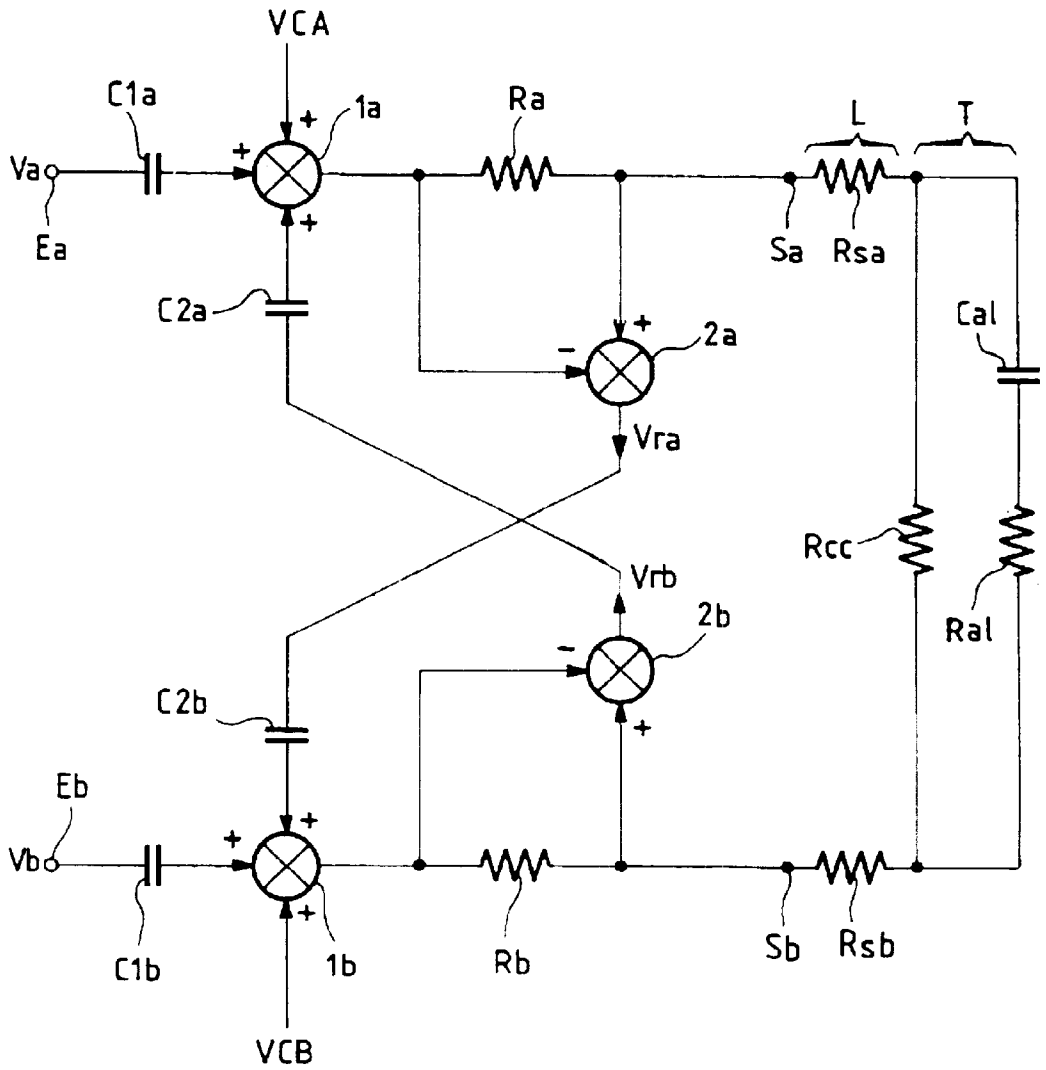 VCA
C1a
1a
Ra
L
T
Va
+
+
+
Ea
Sa
Rsa
C2a
+
2a
Cal
-
Vra
Rcc
Vrb
Ral
2b
-
C2b
+
Eb
+
+
Vb
+
C1b
1b
Rb
Sb
Rsb
VCB